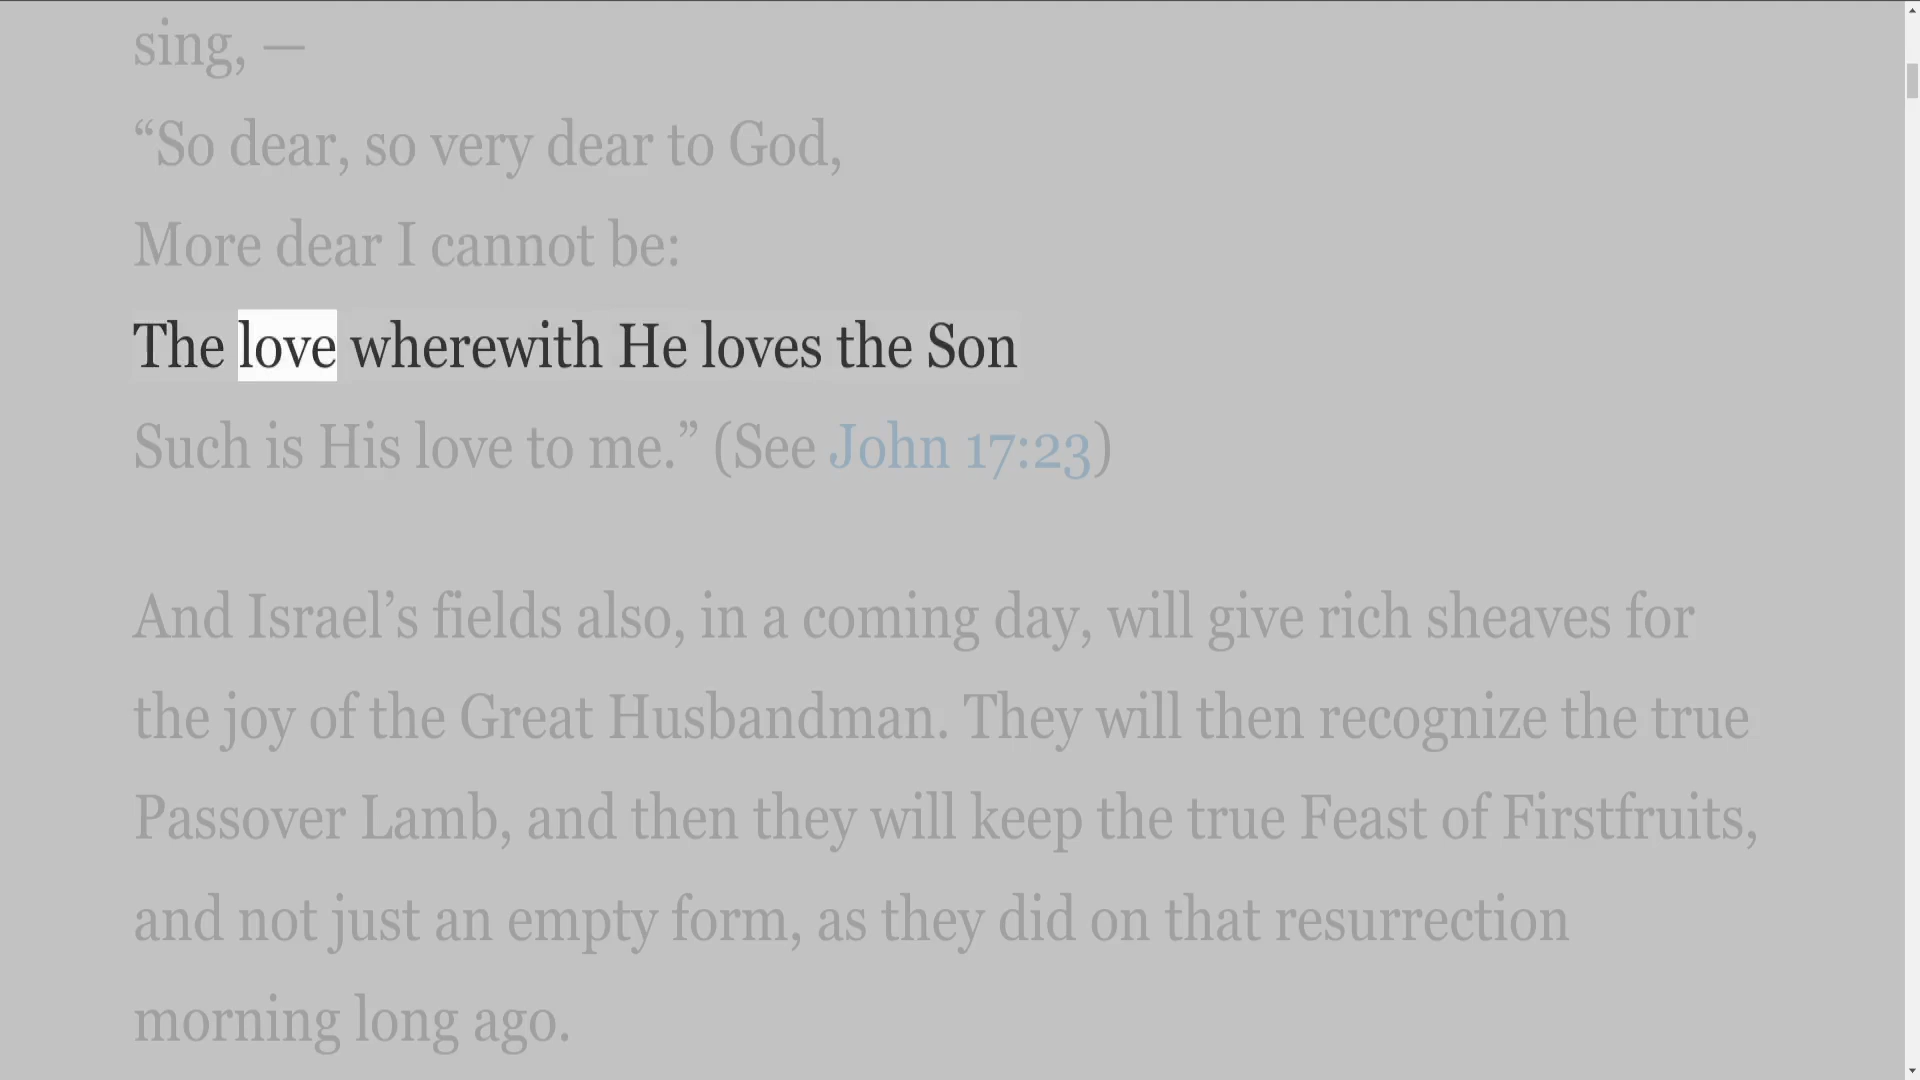 sing, —
“So dear, so very dear to God,
More dear I cannot be:
The love wherewith He loves the Son
Such is His love to me.” (See John 17:23)
And Israel’s fields also, in a coming day, will give rich sheaves for
the joy of the Great Husbandman. They will then recognize the true
Passover Lamb, and then they will keep the true Feast of Firstfruits,
and not just an empty form, as they did on that resurrection
morning long ago.